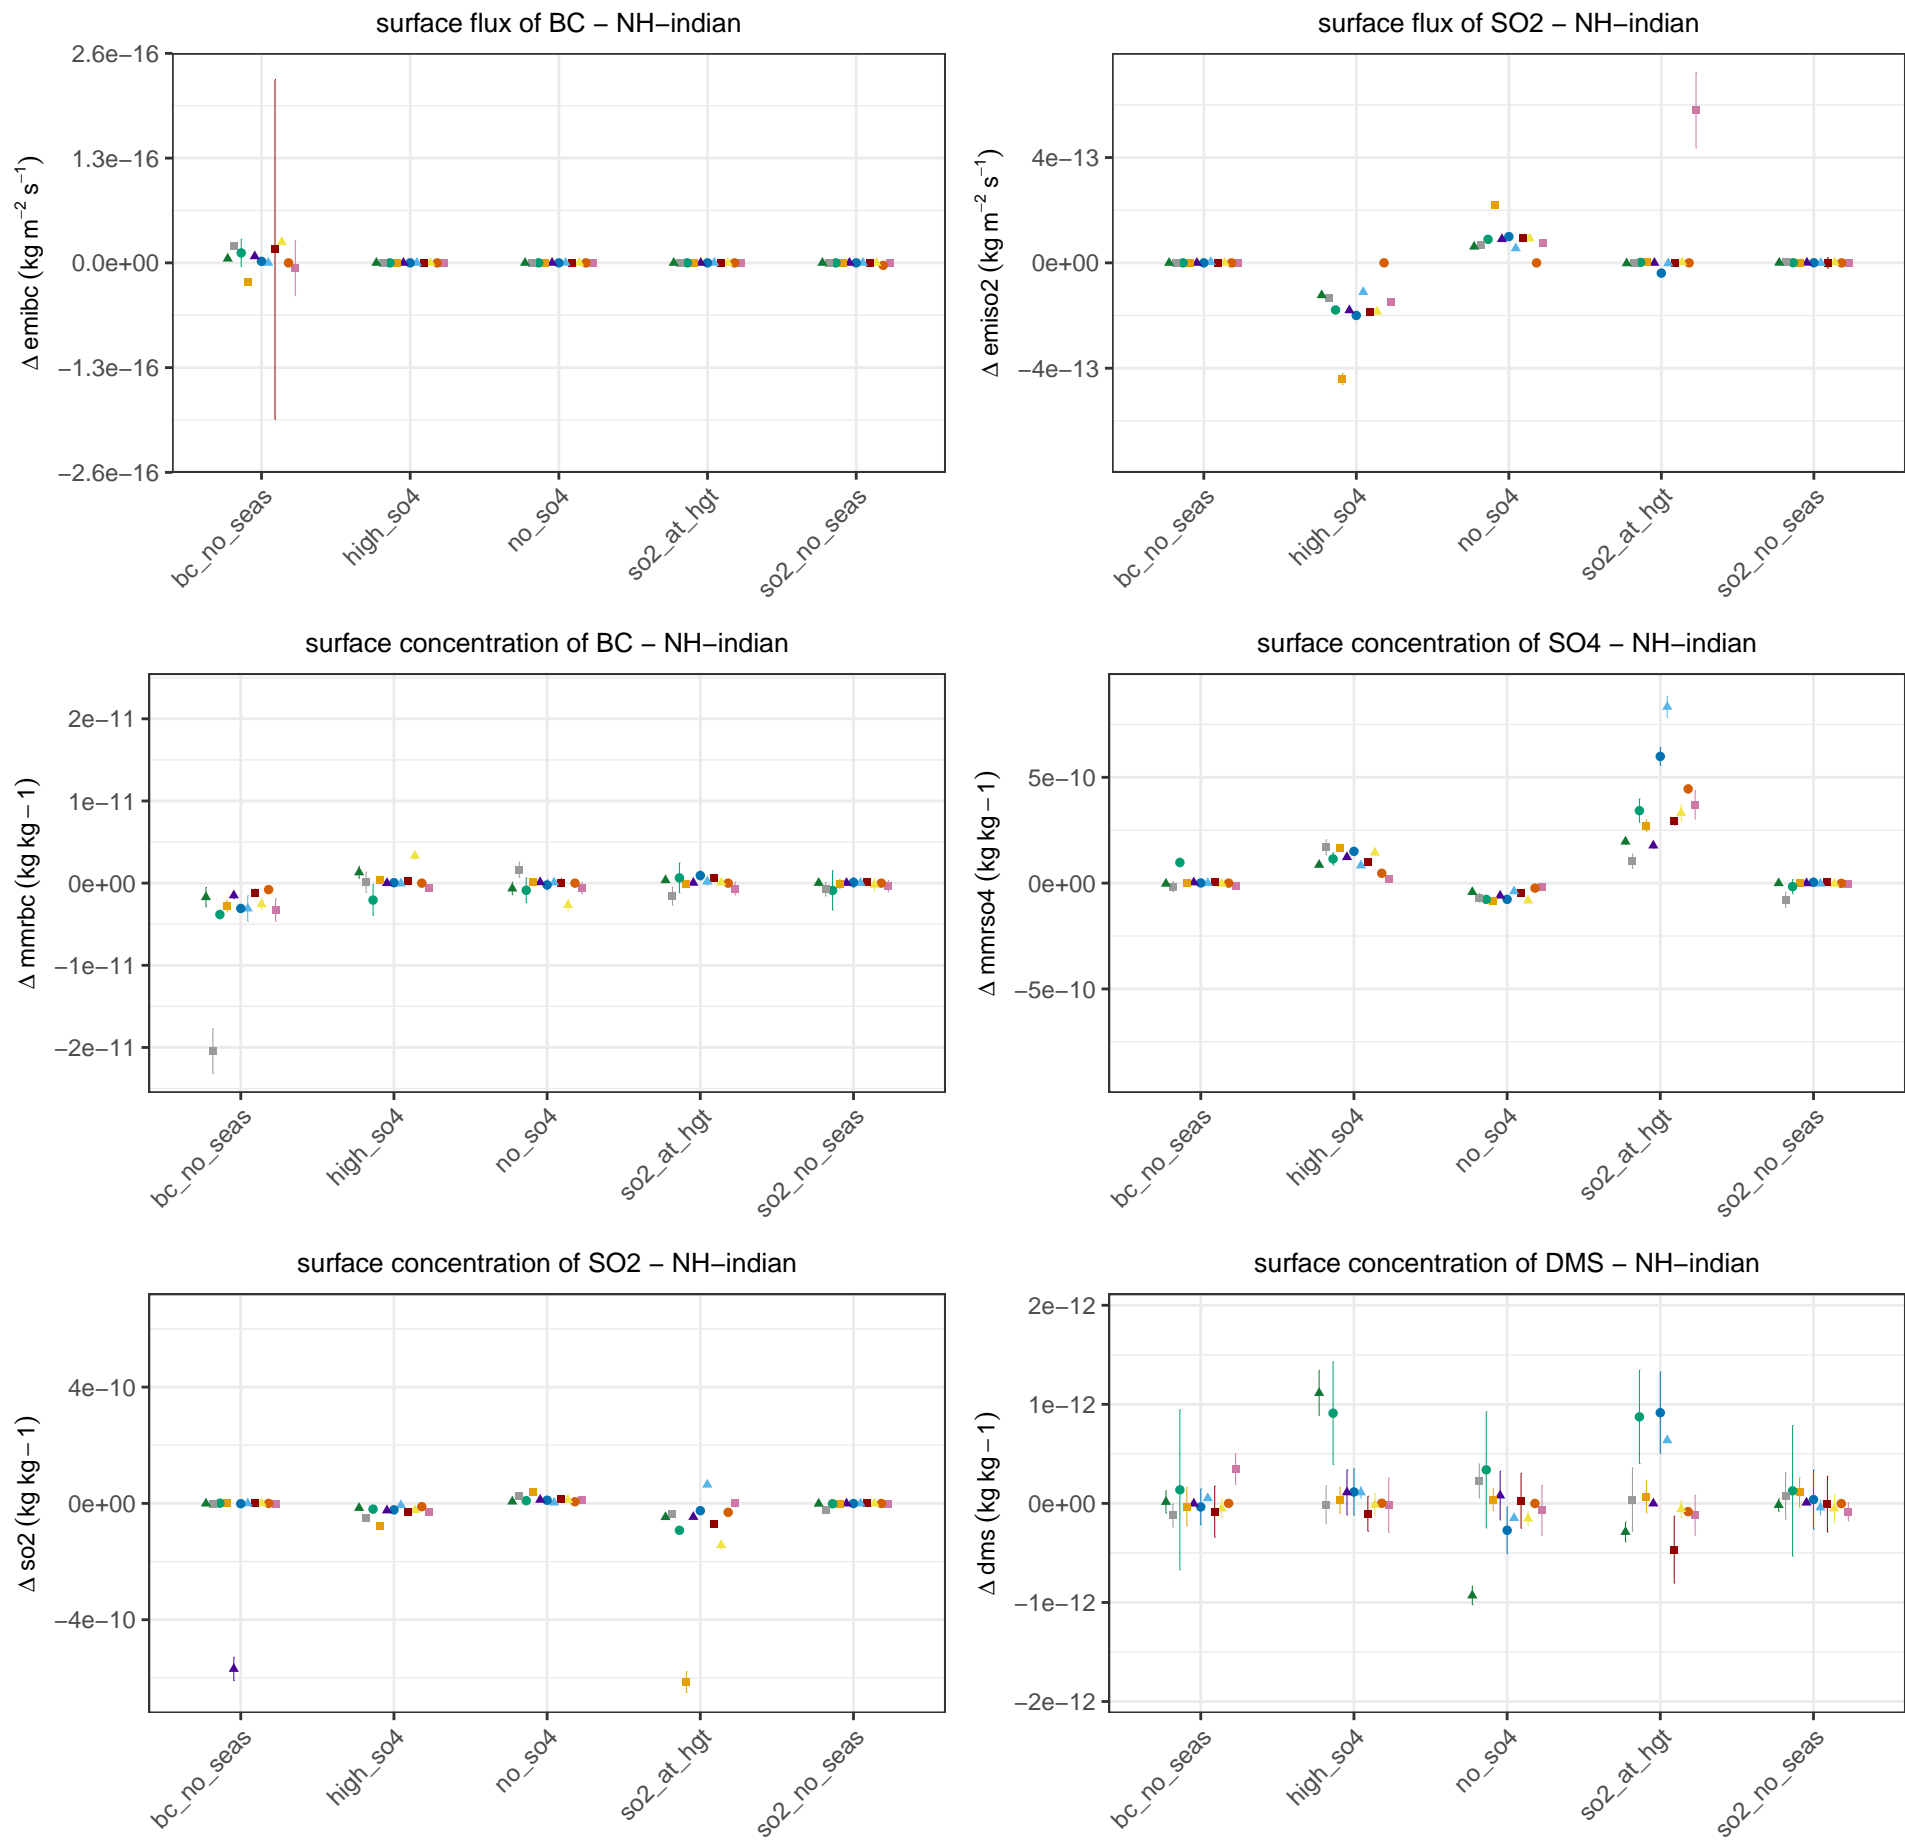 surface flux of BC − NH−indian
2.6e−16
1.3e−16
0.0e+00
−1.3e−16
−2.6e−16
Δ emibc (kg m⁻² s⁻¹)
bc_no_seas
high_so4
no_so4
so2_at_hgt
so2_no_seas
surface flux of SO2 − NH−indian
4e−13
0e+00
−4e−13
Δ emiso2 (kg m⁻² s⁻¹)
bc_no_seas
high_so4
no_so4
so2_at_hgt
so2_no_seas
surface concentration of BC − NH−indian
2e−11
1e−11
0e+00
−1e−11
−2e−11
Δ mmrbc (kg kg − 1)
bc_no_seas
high_so4
no_so4
so2_at_hgt
so2_no_seas
surface concentration of SO4 − NH−indian
5e−10
0e+00
−5e−10
Δ mmrso4 (kg kg − 1)
bc_no_seas
high_so4
no_so4
so2_at_hgt
so2_no_seas
surface concentration of SO2 − NH−indian
4e−10
0e+00
−4e−10
Δ so2 (kg kg − 1)
bc_no_seas
high_so4
no_so4
so2_at_hgt
so2_no_seas
surface concentration of DMS − NH−indian
2e−12
1e−12
0e+00
−1e−12
−2e−12
Δ dms (kg kg − 1)
bc_no_seas
high_so4
no_so4
so2_at_hgt
so2_no_seas